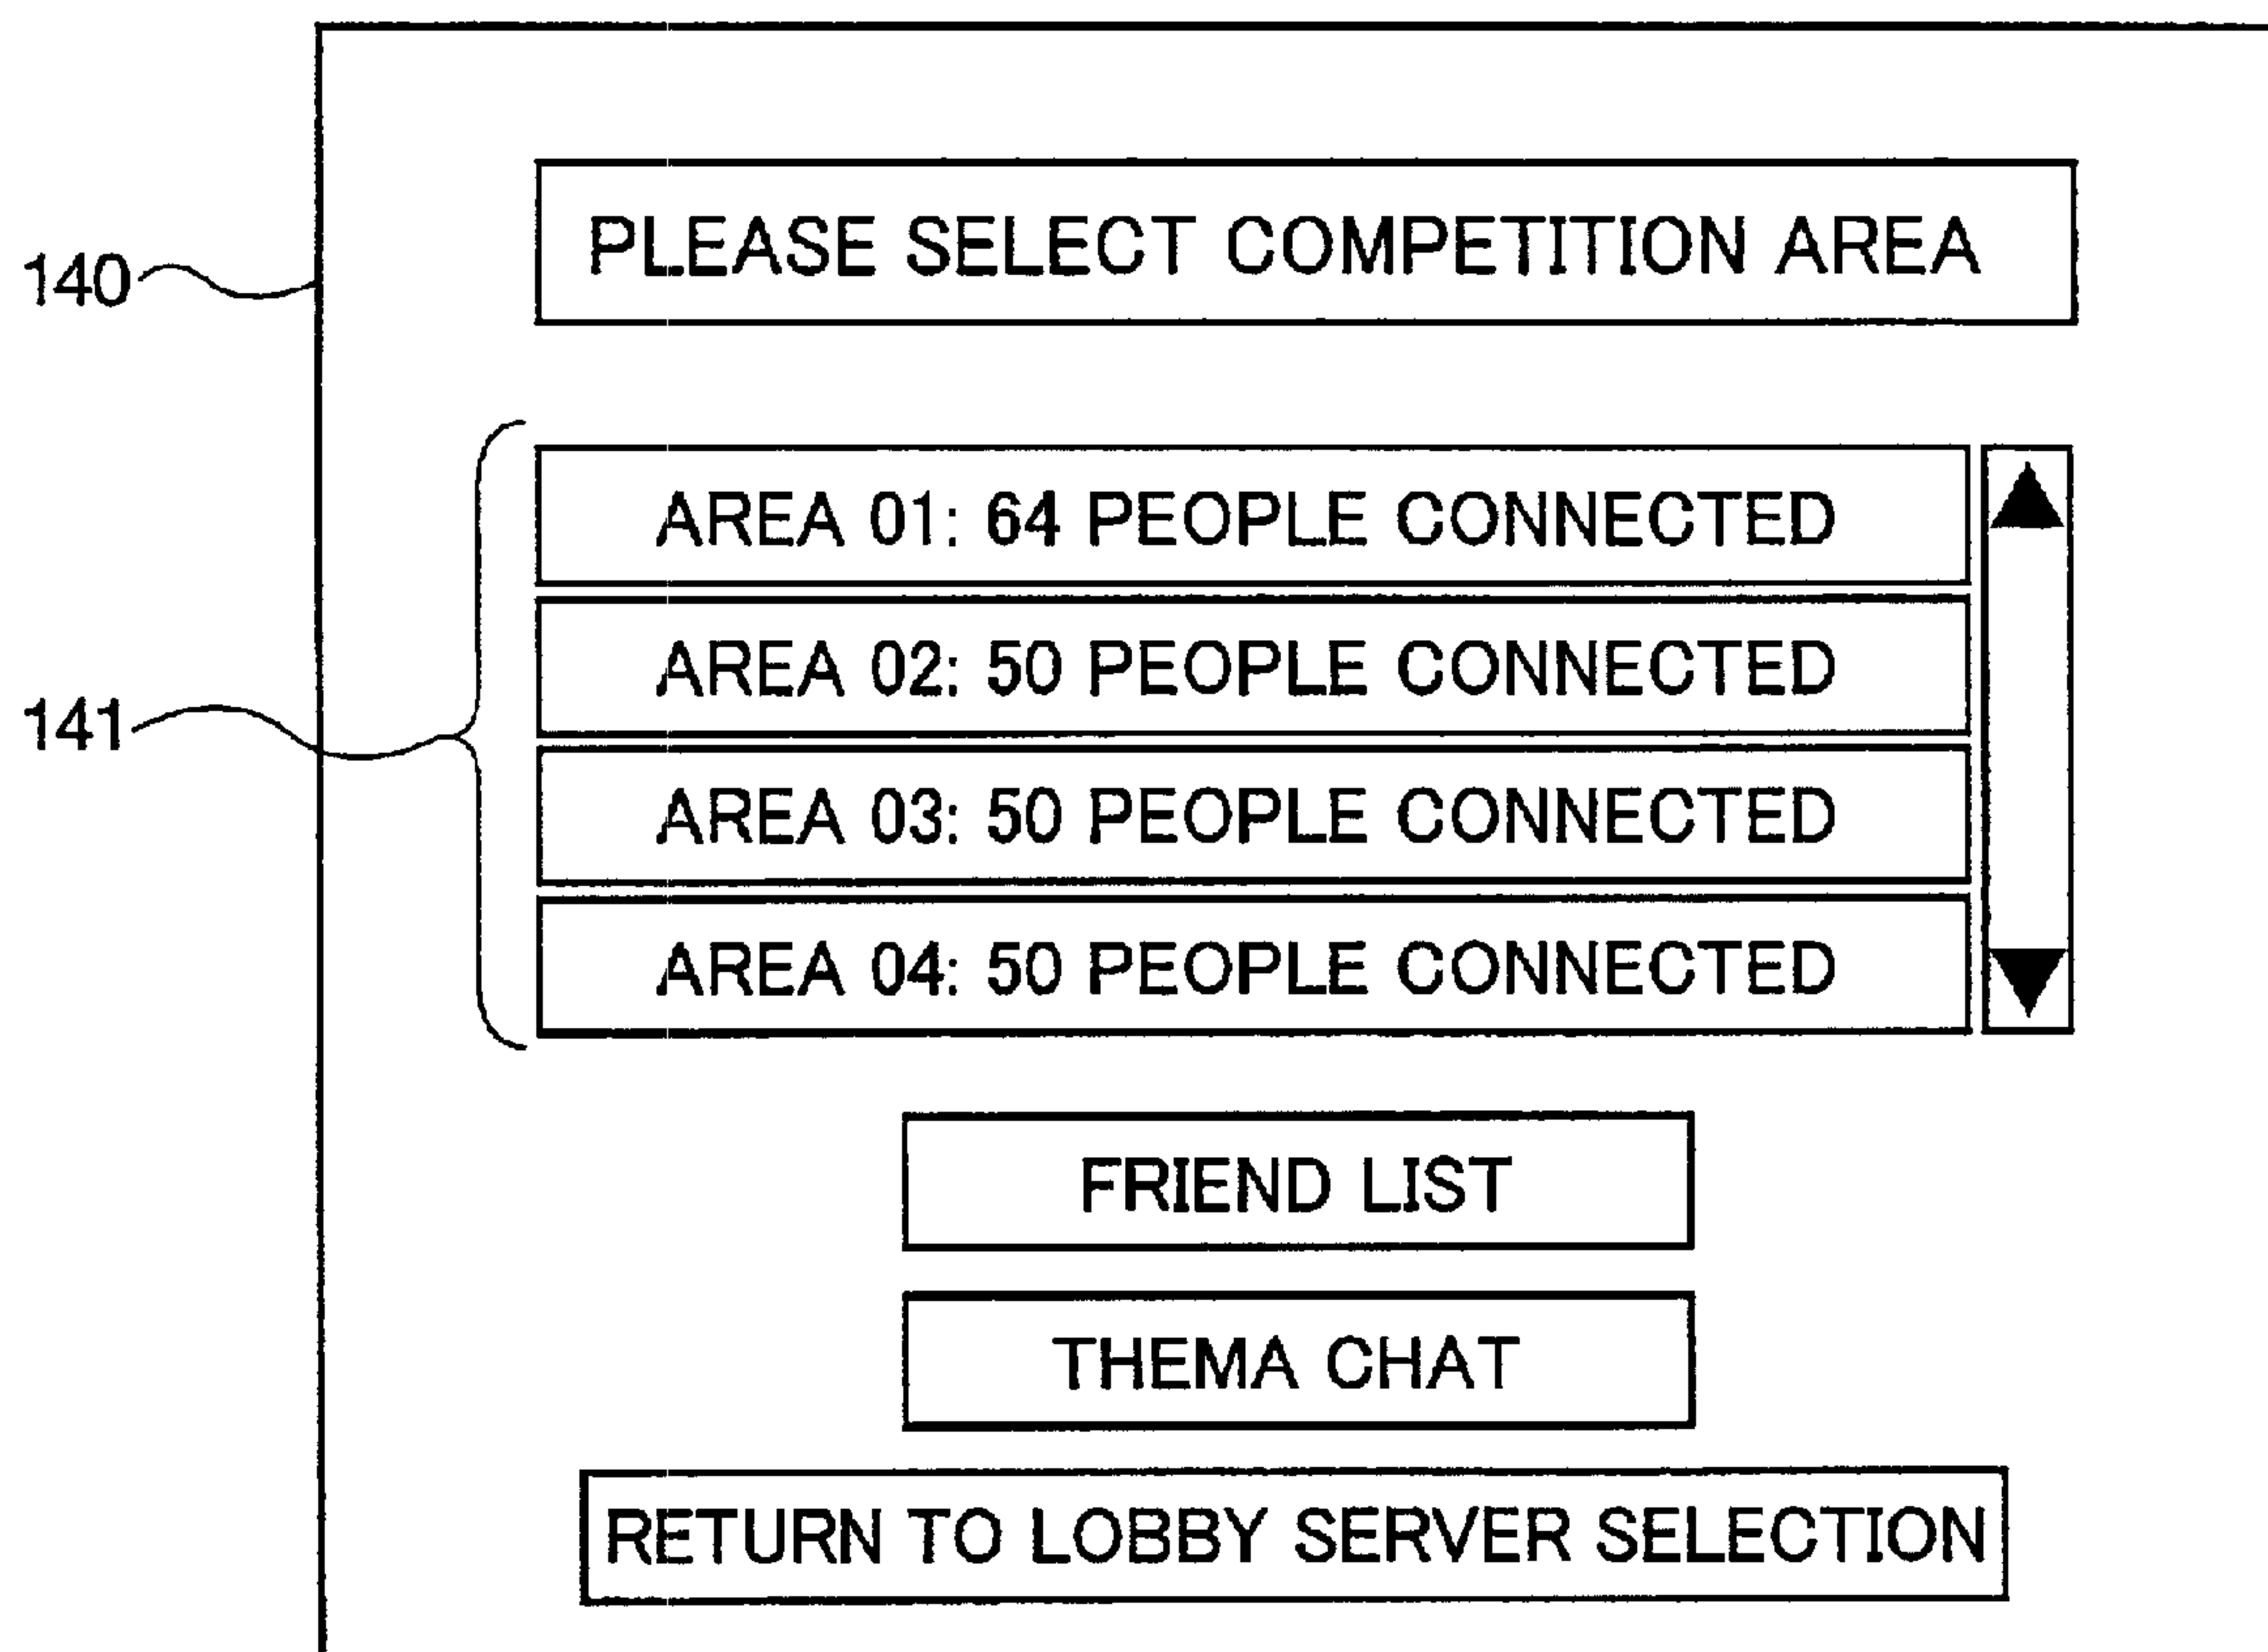 PLEASE SELECT COMPETITION AREA
140
AREA 01: 64 PEOPLE CONNECTED
AREA 02: 50 PEOPLE CONNECTED
141
AREA 03: 50 PEOPLE CONNECTED
AREA 04: 50 PEOPLE CONNECTED
FRIEND LIST
THEMA CHAT
RETURN TO LOBBY SERVER SELECTION